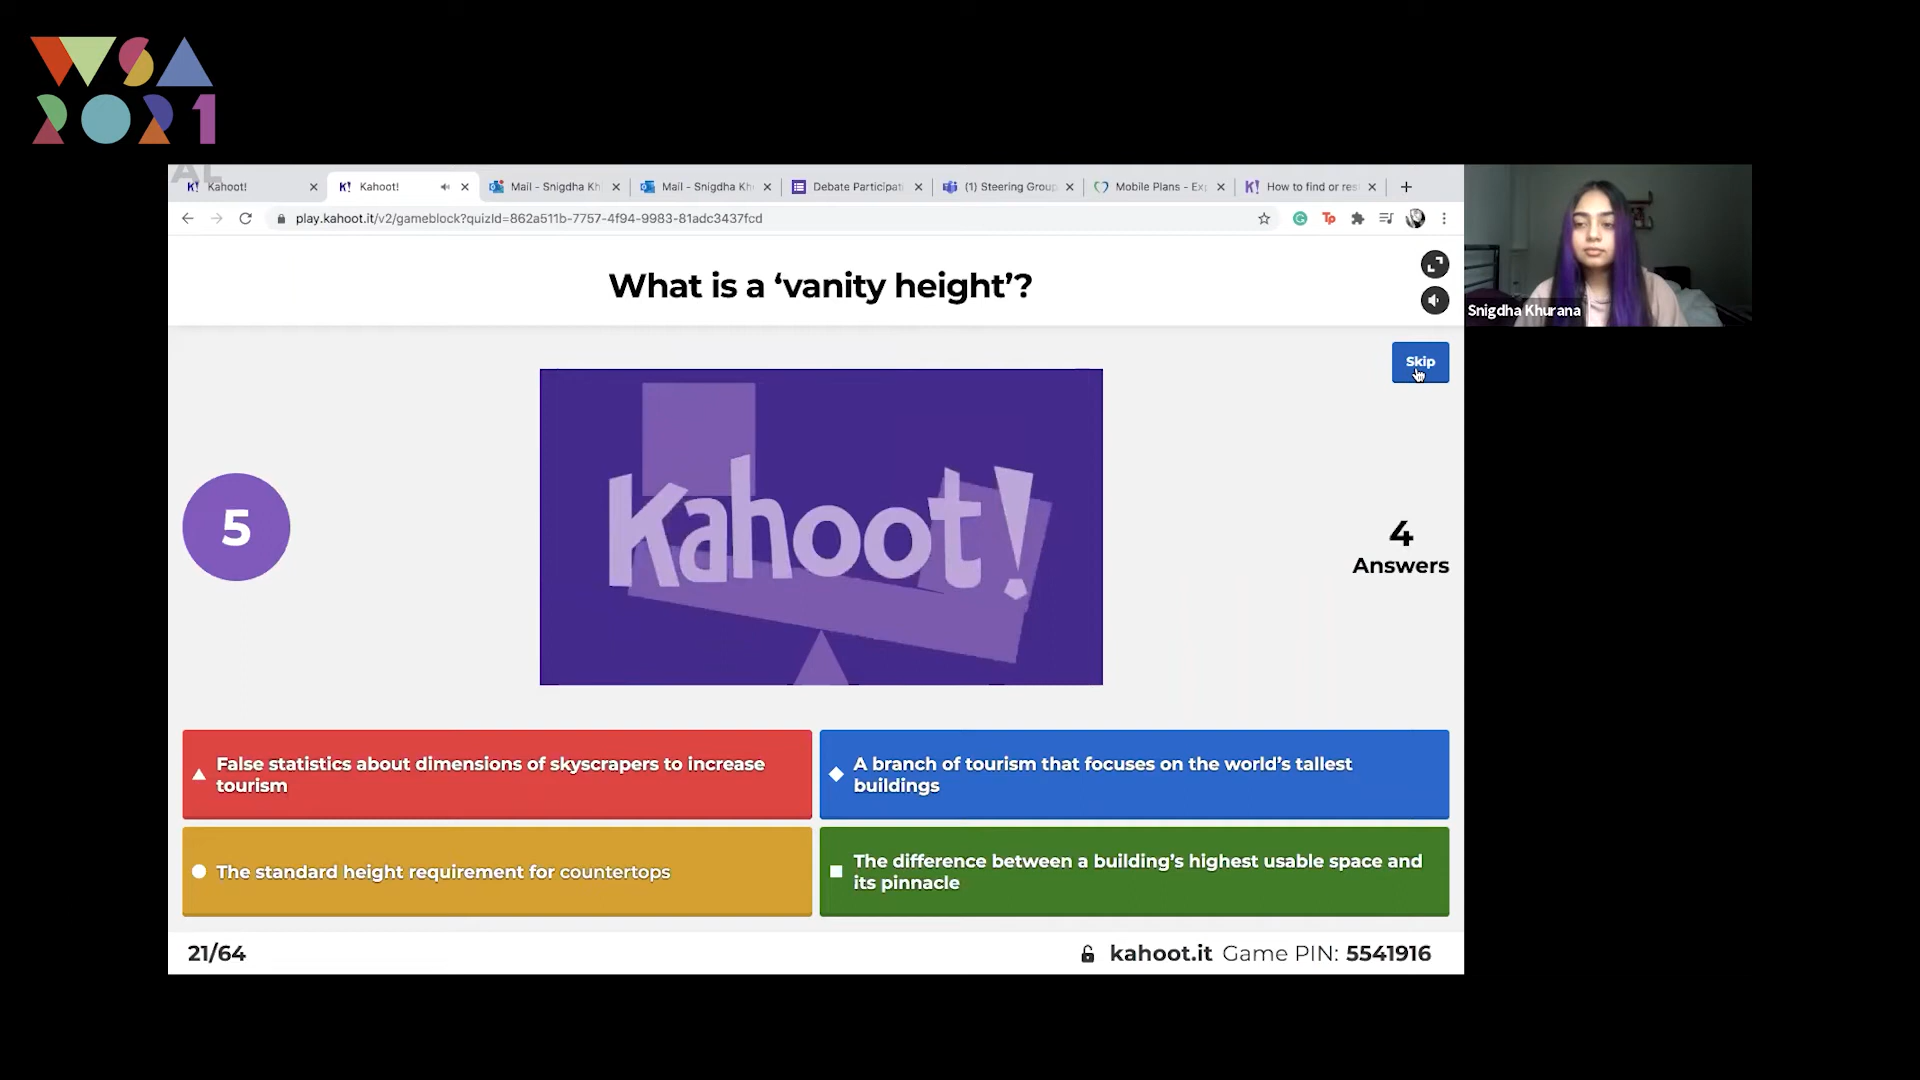 WSA
2021
AL
Kahoot!
Kahoot!
Mail - Snigdha Kh
Mail - Snigdha Kh
Debate Participat
(1) Steering Group
Mobile Plans - Ex
How to find or res
play.kahoot.it/v2/gameblock?quizId=862a511b-7757-4f94-9983-81adc3437fcd
What is a ‘vanity height’?
Snigdha Khurana
Skip
Kahoot!
5
4
Answers
False statistics about dimensions of skyscrapers to increase
tourism
A branch of tourism that focuses on the world’s tallest
buildings
The standard height requirement for countertops
The difference between a building’s highest usable space and
its pinnacle
21/64
kahoot.it Game PIN: 5541916